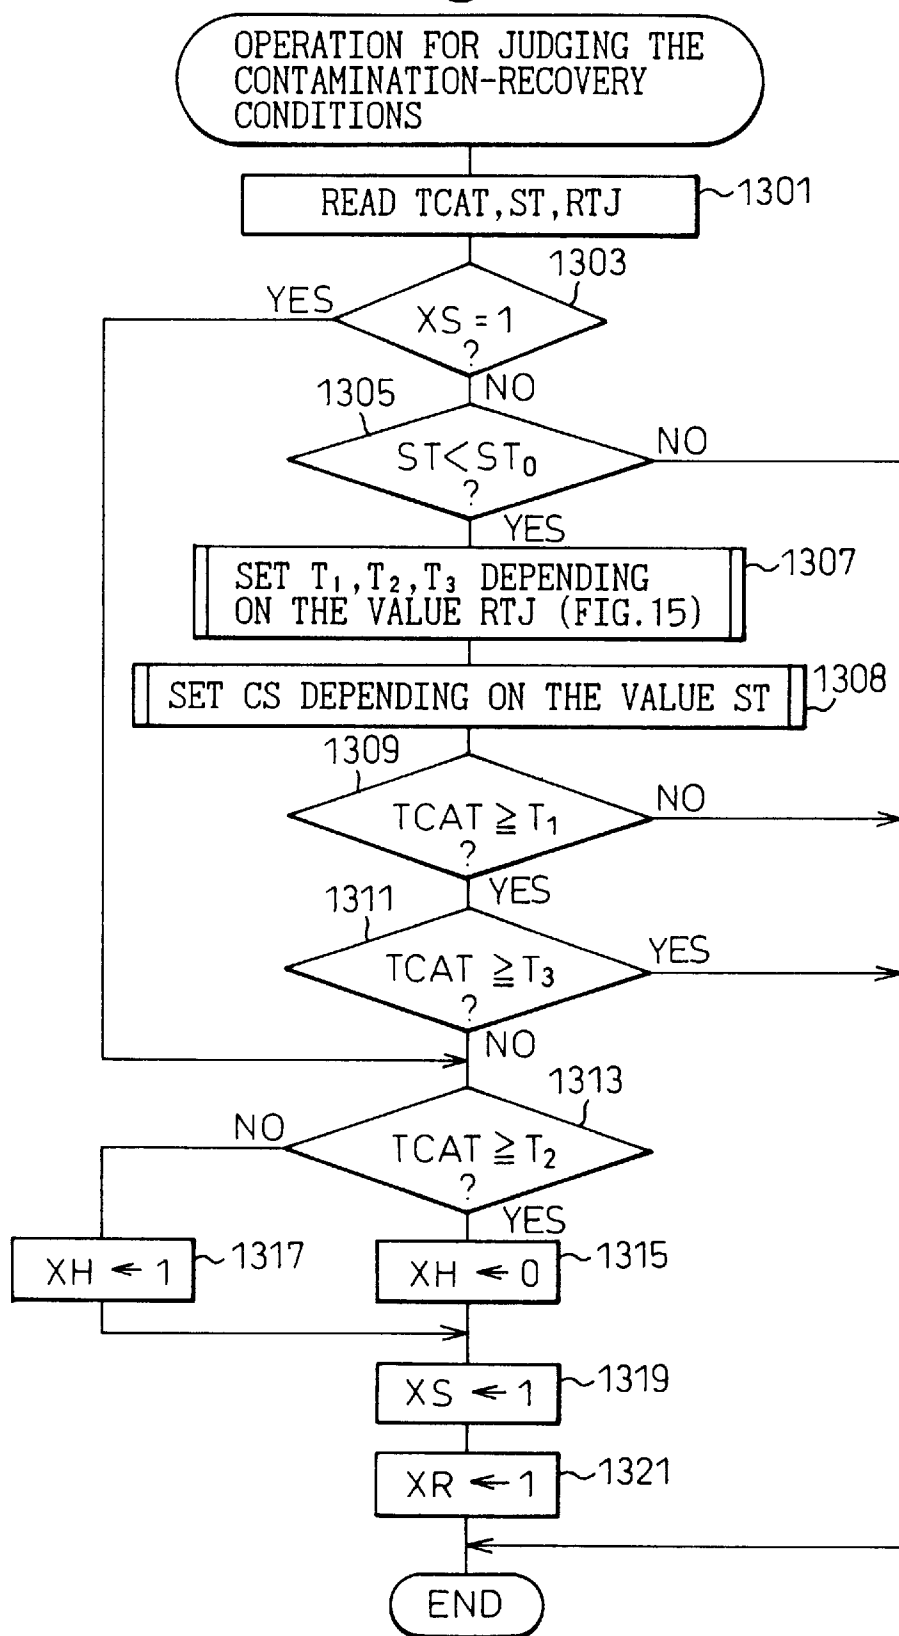 OPERATION FOR JUDGING THE
CONTAMINATION-RECOVERY
CONDITIONS
READ TCAT,ST,RTJ
1301
1303
YES
XS = 1
?
NO
1305
ST<ST₀
?
NO
YES
SET T₁,T₂,T₃ DEPENDING
ON THE VALUE RTJ (FIG.15)
1307
SET CS DEPENDING ON THE VALUE ST
1308
1309
TCAT ≧ T₁
?
NO
YES
1311
TCAT ≧ T₃
?
YES
NO
1313
NO
TCAT ≧ T₂
?
YES
XH ← 1
1317
XH ← 0
1315
XS ← 1
1319
XR ← 1
1321
END